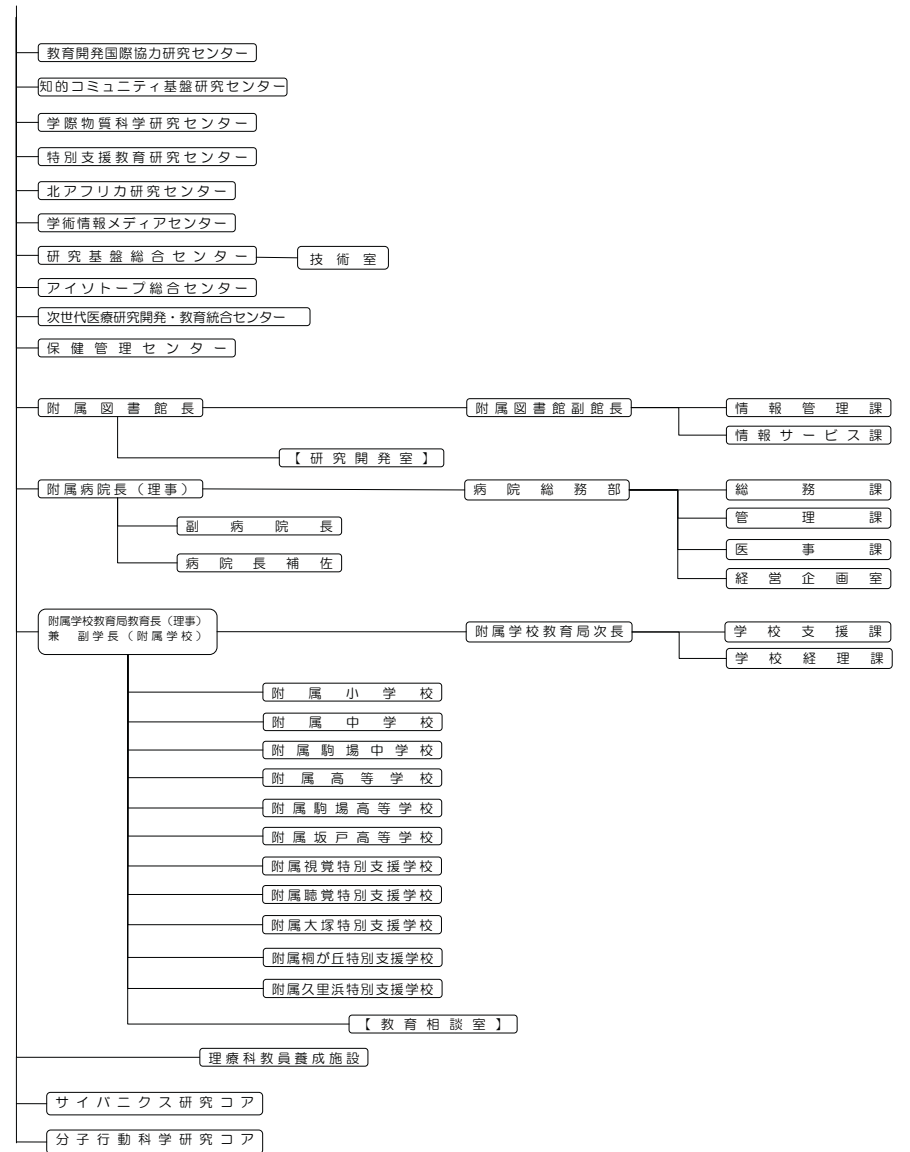 教育開発国際協力研究センター
知的コミュニティ基盤研究センター
学際物質科学研究センター
特別支援教育研究センター
北アフリカ研究センター
学術情報メディアセンター
研究基盤総合センター
技術室
アイソトープ総合センター
次世代医療研究開発・教育統合センター
保健管理センター
附属図書館長
附属図書館副館長
情報管理課
情報サービス課
【研究開発室】
附属病院長（理事）
病院総務部
総務課
副病院長
管理課
病院長補佐
医事課
経営企画室
附属学校教育局教育長（理事）
兼 副学長（附属学校）
附属学校教育局次長
学校支援課
学校経理課
附属小学校
附属中学校
附属駒場中学校
附属高等学校
附属駒場高等学校
附属坂戸高等学校
附属視覚特別支援学校
附属聴覚特別支援学校
附属大塚特別支援学校
附属桐が丘特別支援学校
附属久里浜特別支援学校
【教育相談室】
理療科教員養成施設
サイバニクス研究コア
分子行動科学研究コア